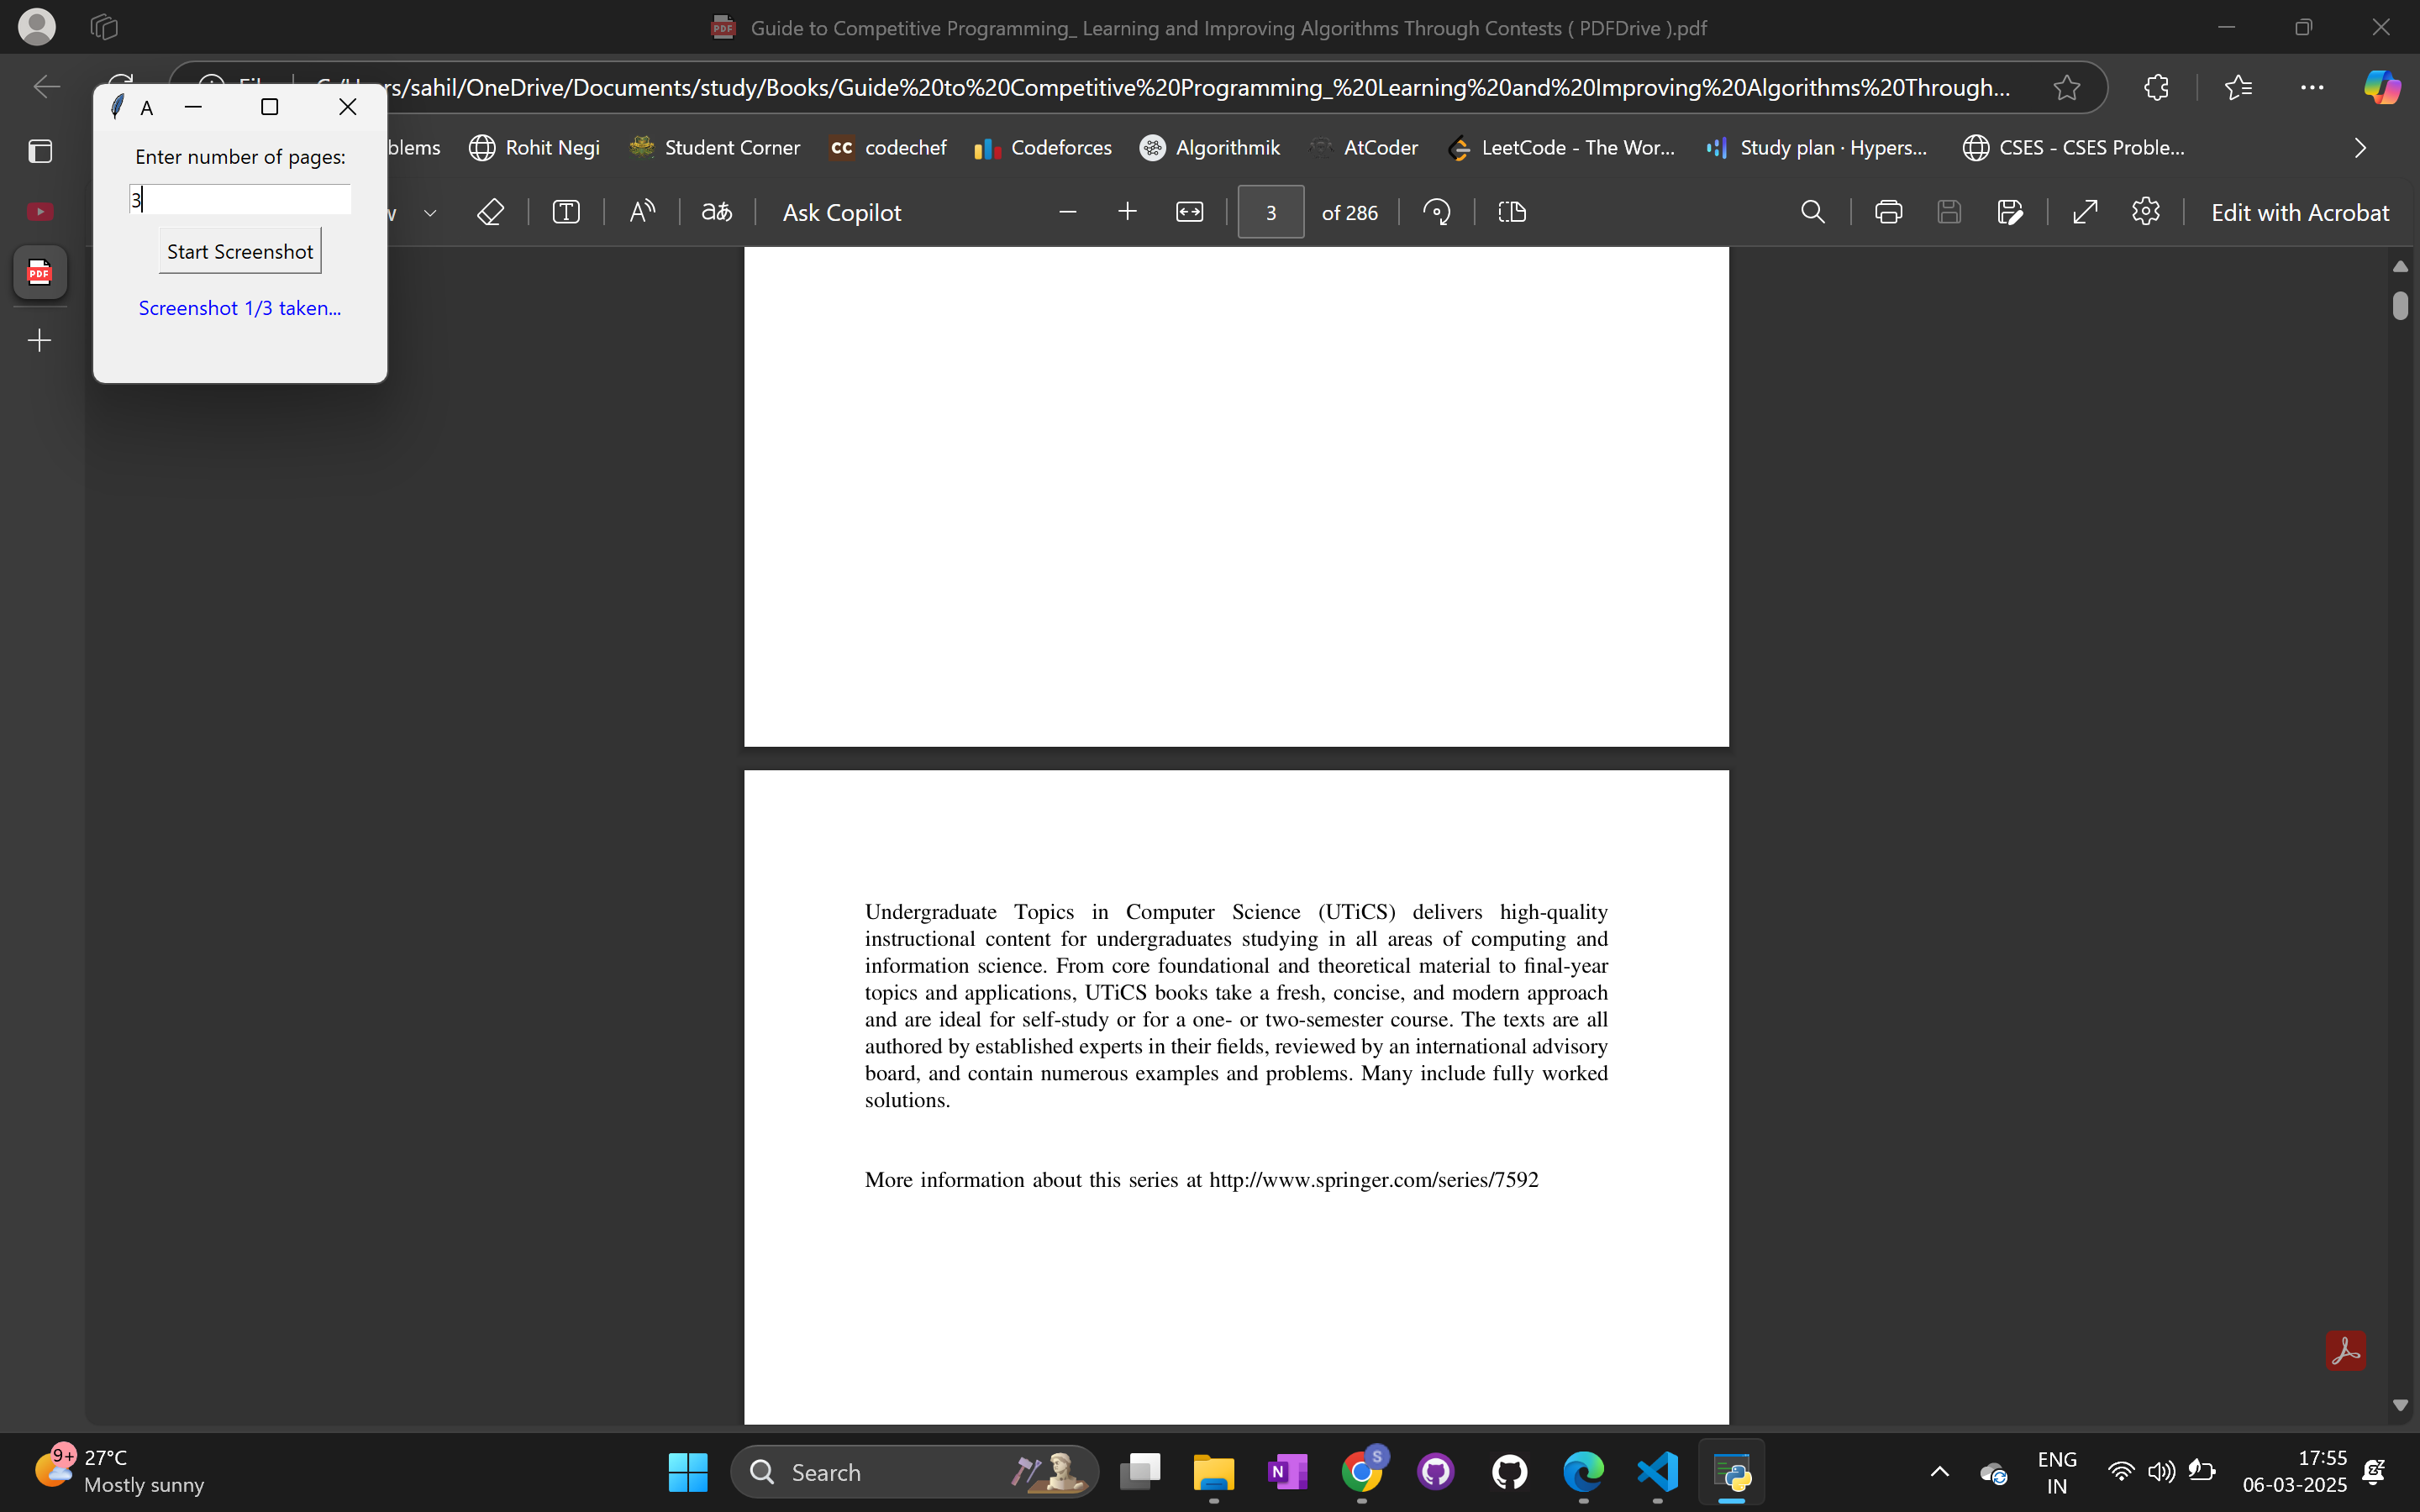 Guide to Competitive Programming_ Learning and Improving Algorithms Through Contests ( PDFDrive ).pdf
rs/sahil/OneDrive/Documents/study/Books/Guide%20to%20Competitive%20Programming_%20Learning%20and%20Improving%20Algorithms%20Through...
A
blems
Rohit Negi
Student Corner
CC codechef
Codeforces
Algorithmik
AtCoder
LeetCode - The Wor...
Study plan · Hypers...
CSES - CSES Proble...
Enter number of pages:
3
Start Screenshot
Screenshot 1/3 taken...
Ask Copilot
3 of 286
Edit with Acrobat
PDF
Undergraduate Topics in Computer Science (UTiCS) delivers high-quality
instructional content for undergraduates studying in all areas of computing and
information science. From core foundational and theoretical material to final-year
topics and applications, UTiCS books take a fresh, concise, and modern approach
and are ideal for self-study or for a one- or two-semester course. The texts are all
authored by established experts in their fields, reviewed by an international advisory
board, and contain numerous examples and problems. Many include fully worked
solutions.
More information about this series at http://www.springer.com/series/7592
9+
27°C
Mostly sunny
Search
N
S
ENG
IN
17:55
06-03-2025